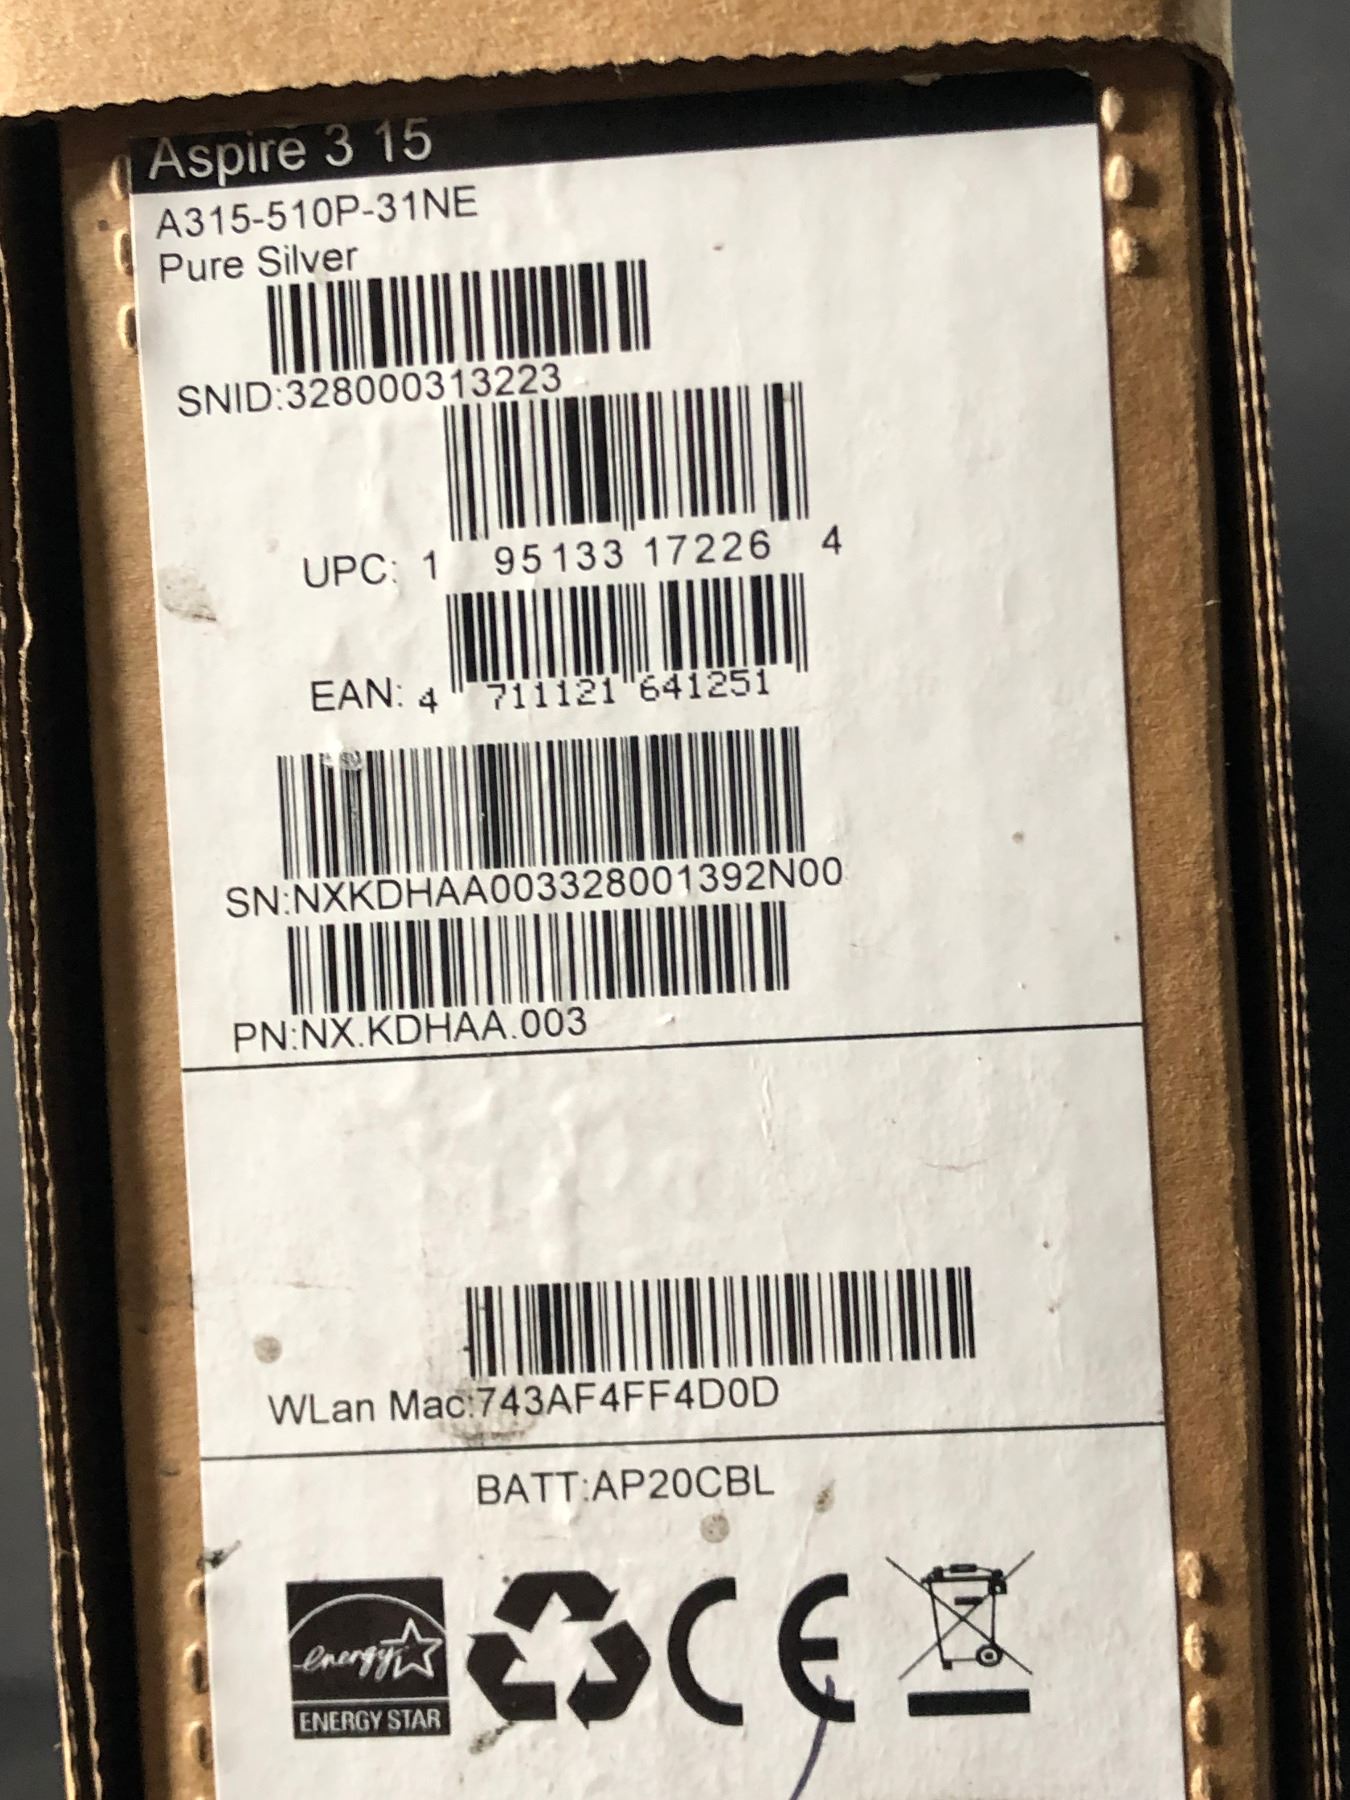 Aspire 3 15
A315-510P-31NE
Pure Silver
SNID:328000313223
UPC: 1 95133 17226 4
EAN: 4 711121 641251
SN:NXKDHAA003328001392N00
PN:NX.KDHAA.003
WLan Mac:743AF4FF4D0D
BATT:AP20CBL
energy
CE
ENERGY STAR